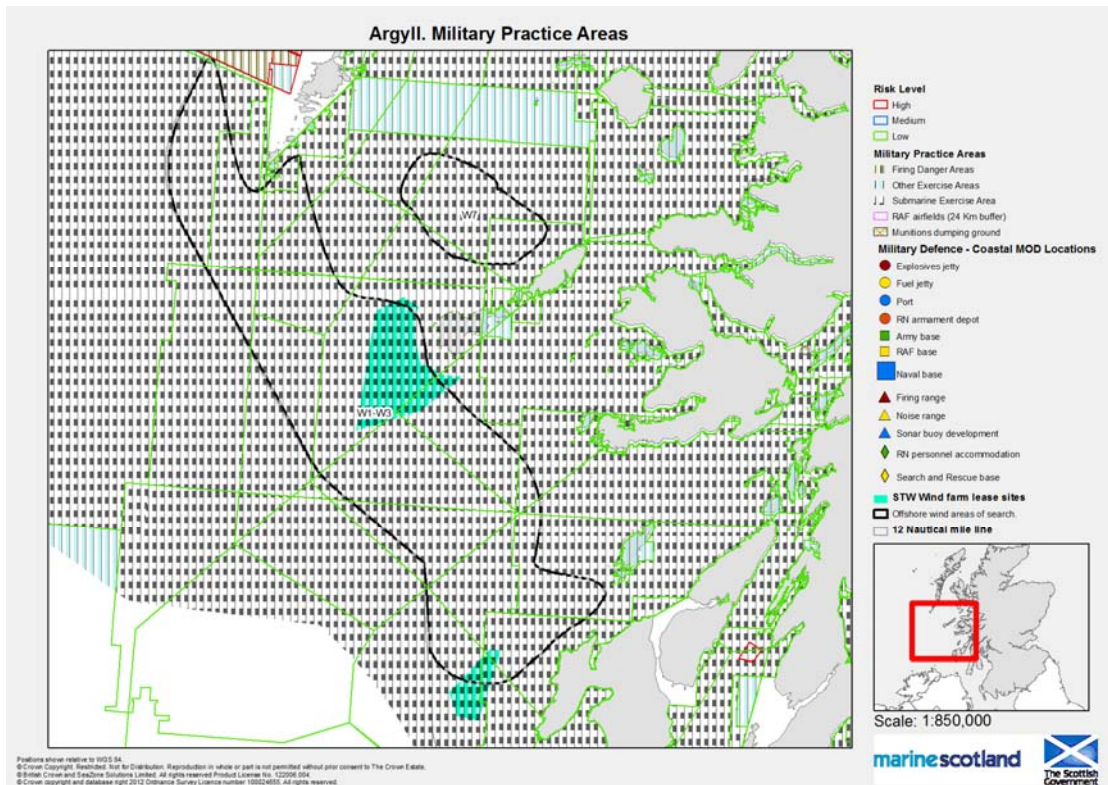 Argyll. Military Practice Areas
W7
W1-W3
Risk Level
High
Medium
Low
Military Practice Areas
Firing Danger Areas
Other Exercise Areas
Submarine Exercise Area
RAF airfields (24 Km buffer)
Munitions dumping ground
Military Defence - Coastal MOD Locations
Explosives jetty
Fuel jetty
Port
RN armament depot
Army base
RAF base
Naval base
Firing range
Noise range
Sonar buoy development
RN personnel accommodation
Search and Rescue base
STW Wind farm lease sites
Offshore wind areas of search.
12 Nautical mile line
Scale: 1:850,000
marinescotland
The Scottish
Government
Positions shown relative to WGS 84.
© Crown Copyright. Restricted. Not for Distribution. Reproduction in whole or part is not permitted without prior consent to The Crown Estate.
© British Crown and SeaZone Solutions Limited. All rights reserved Product License No. 122006.004.
© Crown copyright and database right 2012 Ordnance Survey Licence number 100024655. All rights reserved.